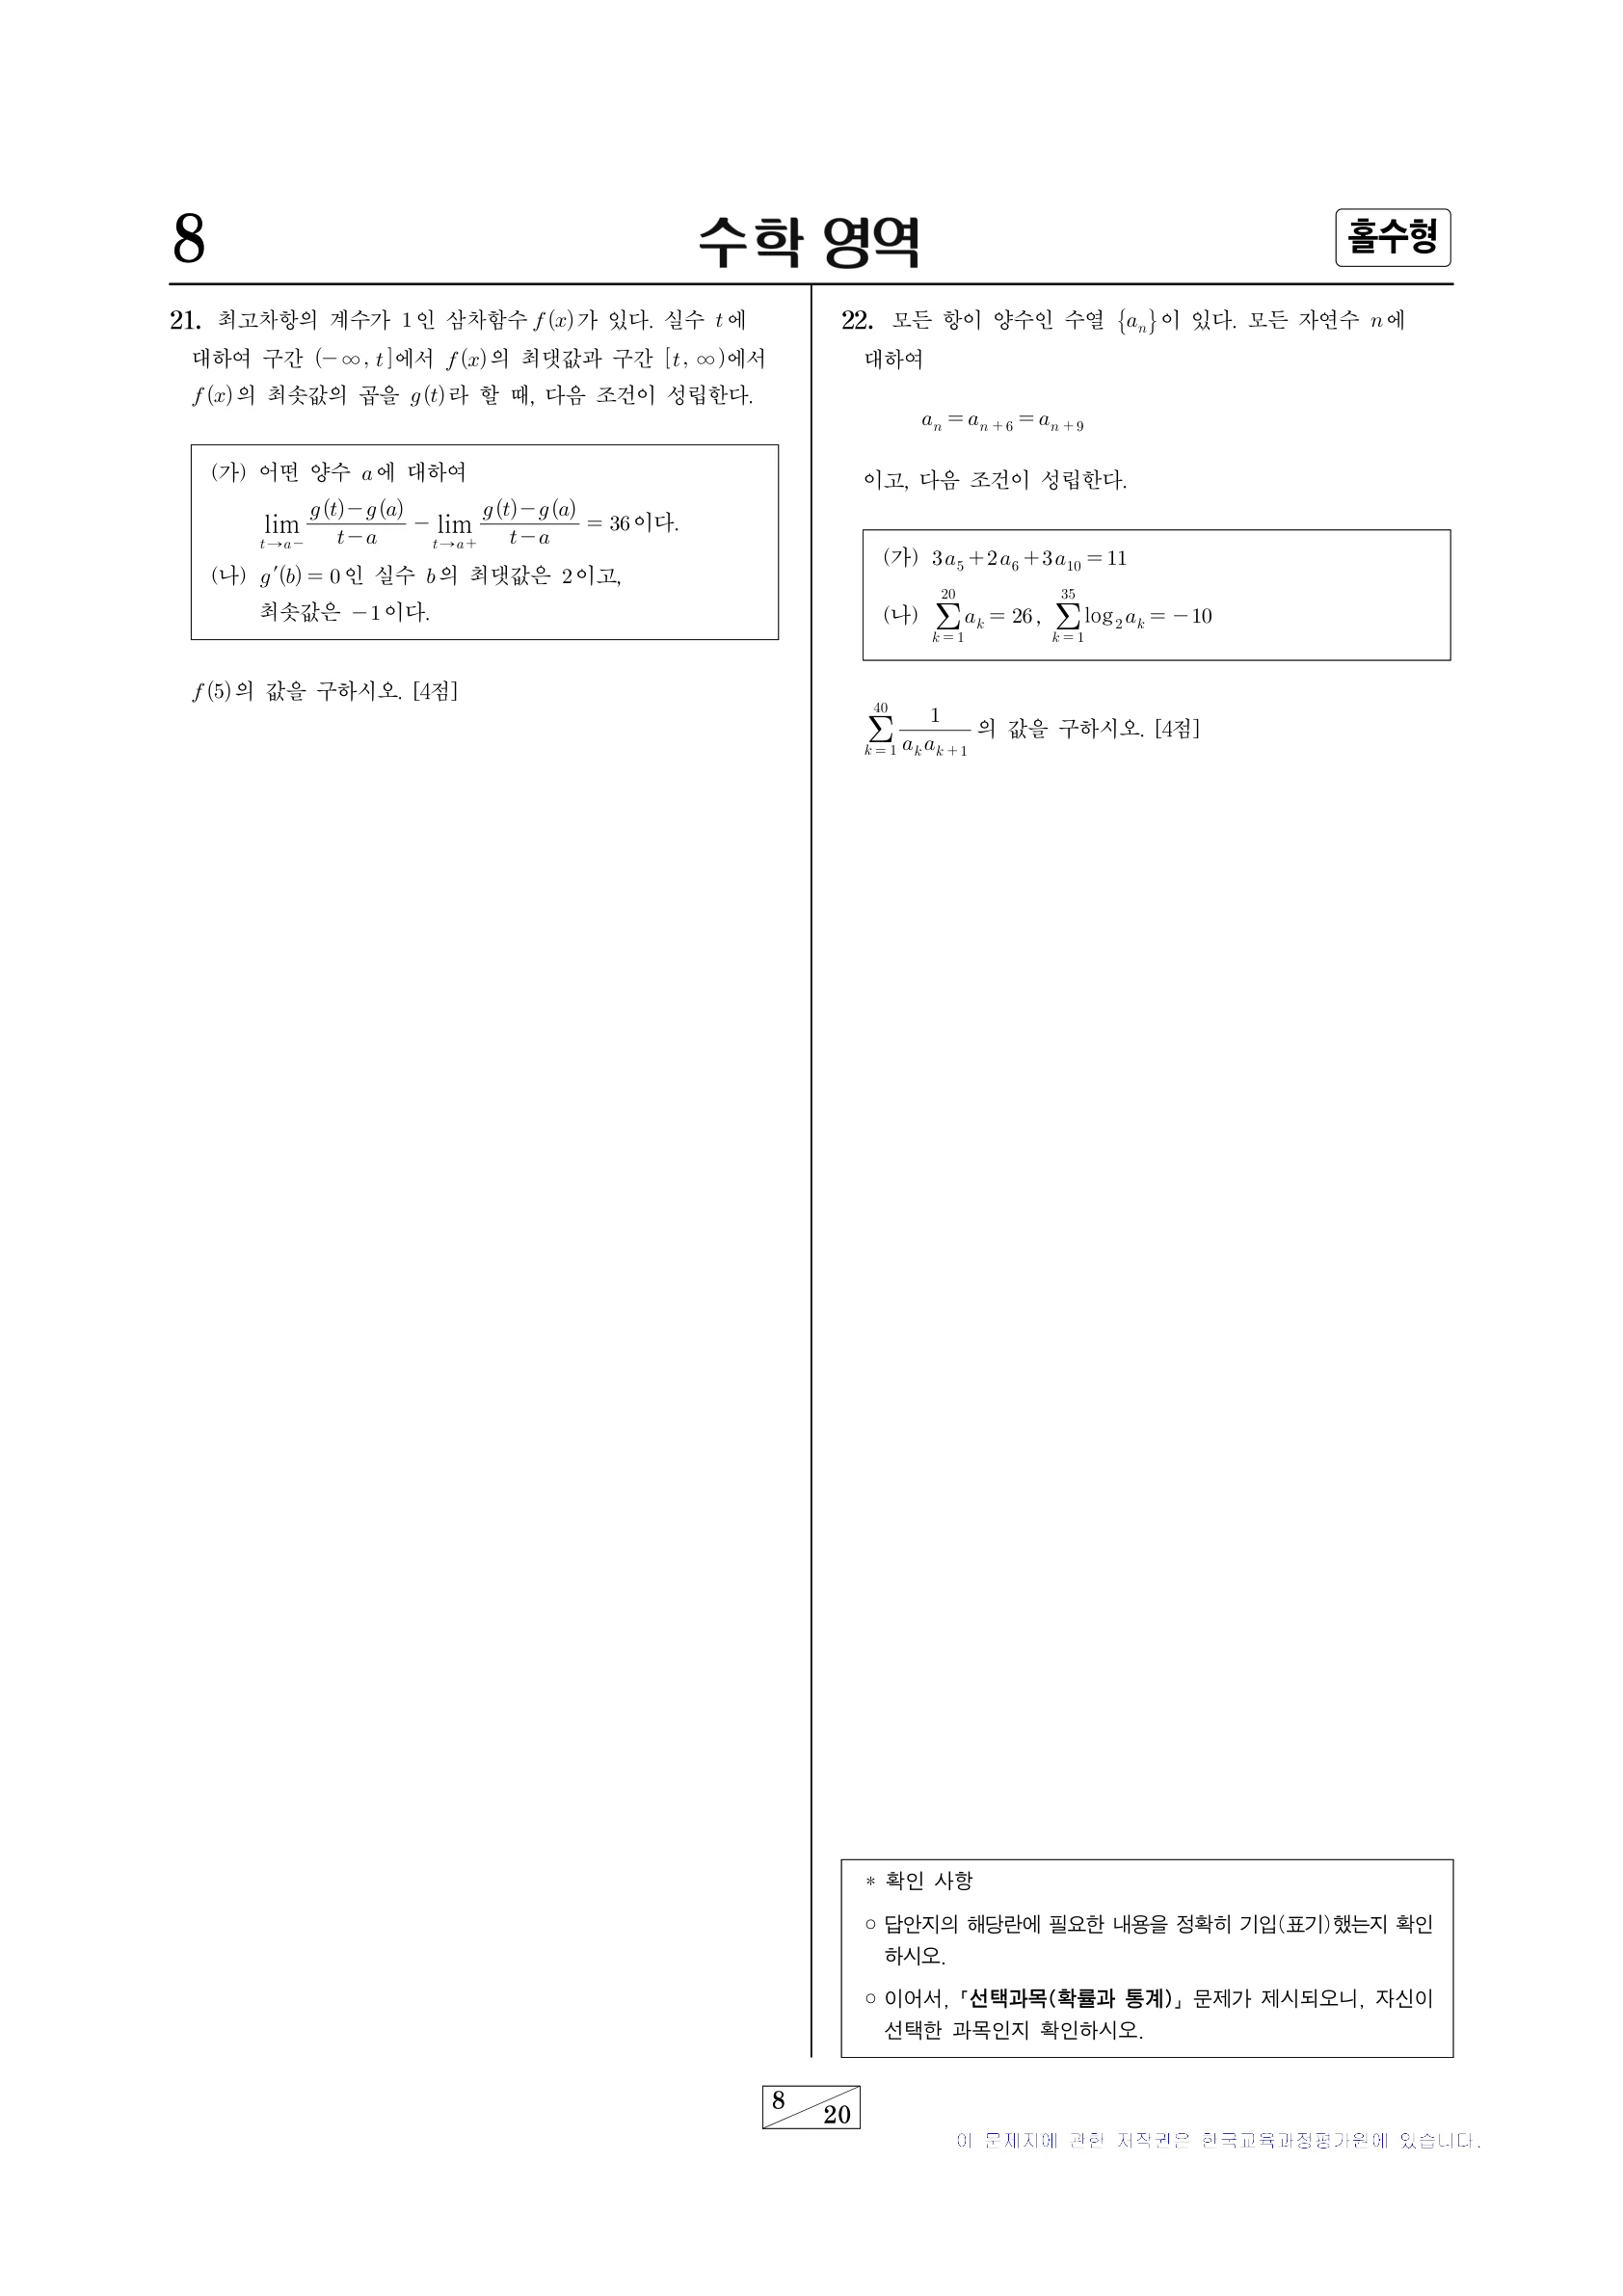 8
수학 영역
홀수형
21. 최고차항의 계수가 1인 삼차함수 f(x)가 있다. 실수 t에
대하여 구간 (−∞, t]에서 f(x)의 최댓값과 구간 [t, ∞)에서
f(x)의 최솟값의 곱을 g(t)라 할 때, 다음 조건이 성립한다.
(가) 어떤 양수 a에 대하여
lim_{t→a−} \frac{g(t)−g(a)}{t−a} − lim_{t→a+} \frac{g(t)−g(a)}{t−a} = 36이다.
(나) g′(b)=0인 실수 b의 최댓값은 2이고,
최솟값은 −1이다.
f(5)의 값을 구하시오. [4점]
22. 모든 항이 양수인 수열 {a_n}이 있다. 모든 자연수 n에
대하여
a_n = a_{n+6} = a_{n+9}
이고, 다음 조건이 성립한다.
(가) 3a_5+2a_6+3a_{10}=11
(나) \sum_{k=1}^{20} a_k = 26, \sum_{k=1}^{35} log_2 a_k = −10
\sum_{k=1}^{40} \frac{1}{a_k a_{k+1}} 의 값을 구하시오. [4점]
* 확인 사항
○ 답안지의 해당란에 필요한 내용을 정확히 기입(표기)했는지 확인
하시오.
○ 이어서, 「선택과목(확률과 통계)」 문제가 제시되오니, 자신이
선택한 과목인지 확인하시오.
8
20
이 문제지에 관한 저작권은 한국교육과정평가원에 있습니다.